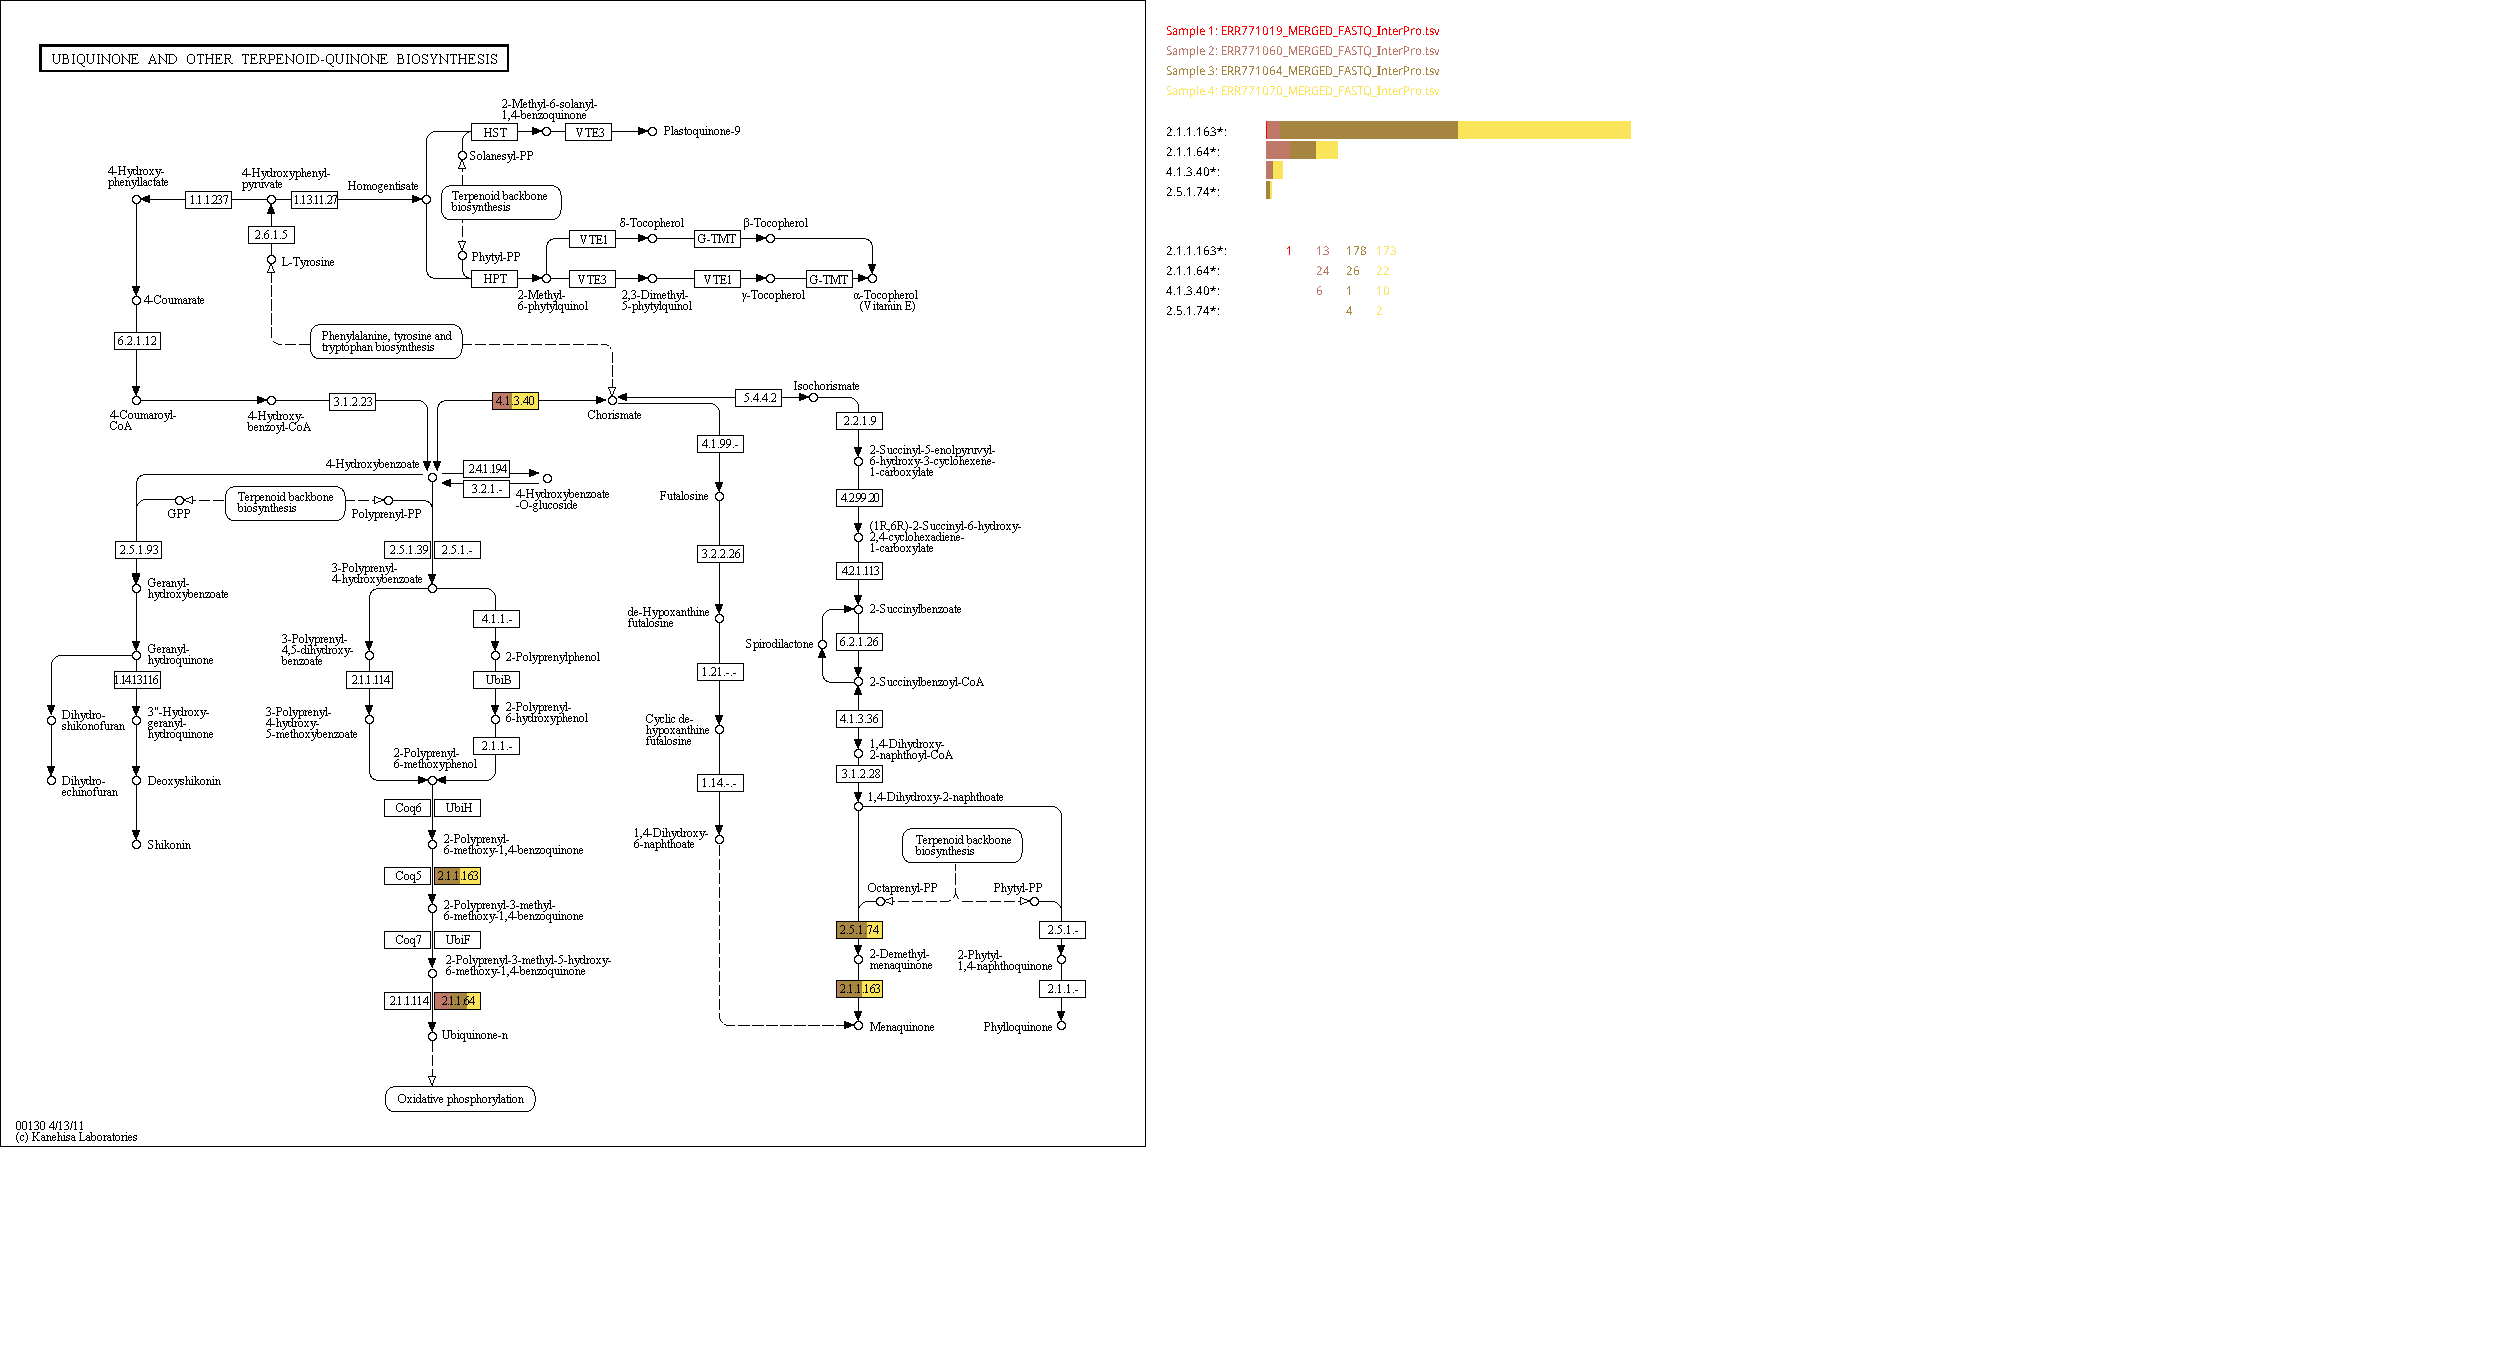 UBIQUINONE AND OTHER TERPENOID-QUINONE BIOSYNTHESIS
2-Methyl-6-solanyl-
1,4-benzoquinone
HST
VTE3
Plastoquinone-9
Solanesyl-PP
4-Hydroxy-
phenyllactate
4-Hydroxyphenyl-
pyruvate
Homogentisate
1.1.1.237
1.13.11.27
Terpenoid backbone
biosynthesis
2.6.1.5
L-Tyrosine
δ-Tocopherol
β-Tocopherol
VTE1
G-TMT
Phytyl-PP
HPT
VTE3
VTE1
G-TMT
2-Methyl-
6-phytylquinol
2,3-Dimethyl-
5-phytylquinol
γ-Tocopherol
α-Tocopherol
(Vitamin E)
4-Coumarate
6.2.1.12
Phenylalanine, tyrosine and
tryptophan biosynthesis
4-Coumaroyl-
CoA
4-Hydroxy-
benzoyl-CoA
3.1.2.23
4.1.3.40
Chorismate
5.4.4.2
Isochorismate
2.2.1.9
4.1.99.-
2-Succinyl-5-enolpyruvyl-
6-hydroxy-3-cyclohexene-
1-carboxylate
4-Hydroxybenzoate
2.4.1.194
3.2.1.-
4-Hydroxybenzoate
-O-glucoside
Terpenoid backbone
biosynthesis
GPP
Polyprenyl-PP
Futalosine
4.2.99.20
(1R,6R)-2-Succinyl-6-hydroxy-
2,4-cyclohexadiene-
1-carboxylate
2.5.1.93
2.5.1.39
2.5.1.-
3.2.2.26
4.2.1.113
3-Polyprenyl-
4-hydroxybenzoate
Geranyl-
hydroxybenzoate
4.1.1.-
de-Hypoxanthine
futalosine
2-Succinylbenzoate
Spirodilactone
6.2.1.26
3-Polyprenyl-
4,5-dihydroxy-
benzoate
2-Polyprenylphenol
Geranyl-
hydroquinone
1.14.13.116
2.1.1.114
UbiB
1.21.-.-
2-Succinylbenzoyl-CoA
Dihydro-
shikonofuran
3"-Hydroxy-
geranyl-
hydroquinone
3-Polyprenyl-
4-hydroxy-
5-methoxybenzoate
2-Polyprenyl-
6-hydroxyphenol
2.1.1.-
Cyclic de-
hypoxanthine
futalosine
4.1.3.36
1,4-Dihydroxy-
2-naphthoyl-CoA
2-Polyprenyl-
6-methoxyphenol
Dihydro-
echinofuran
Deoxyshikonin
1.14.-.-
3.1.2.28
1,4-Dihydroxy-2-naphthoate
Coq6
UbiH
Shikonin
2-Polyprenyl-
6-methoxy-1,4-benzoquinone
1,4-Dihydroxy-
6-naphthoate
Terpenoid backbone
biosynthesis
Coq5
2.1.1.163
Octaprenyl-PP
Phytyl-PP
2-Polyprenyl-3-methyl-
6-methoxy-1,4-benzoquinone
2.5.1.74
2.5.1.-
Coq7
UbiF
2-Polyprenyl-3-methyl-5-hydroxy-
6-methoxy-1,4-benzoquinone
2-Demethyl-
menaquinone
2-Phytyl-
1,4-naphthoquinone
2.1.1.163
2.1.1.-
2.1.1.114
2.1.1.64
Menaquinone
Phylloquinone
Ubiquinone-n
Oxidative phosphorylation
00130 4/13/11
(c) Kanehisa Laboratories
Sample 1: ERR771019_MERGED_FASTQ_InterPro.tsv
Sample 2: ERR771060_MERGED_FASTQ_InterPro.tsv
Sample 3: ERR771064_MERGED_FASTQ_InterPro.tsv
Sample 4: ERR771070_MERGED_FASTQ_InterPro.tsv
2.1.1.163*:
2.1.1.64*:
4.1.3.40*:
2.5.1.74*:
2.1.1.163*: 1 13 178 173
2.1.1.64*: 24 26 22
4.1.3.40*: 6 1 10
2.5.1.74*: 4 2